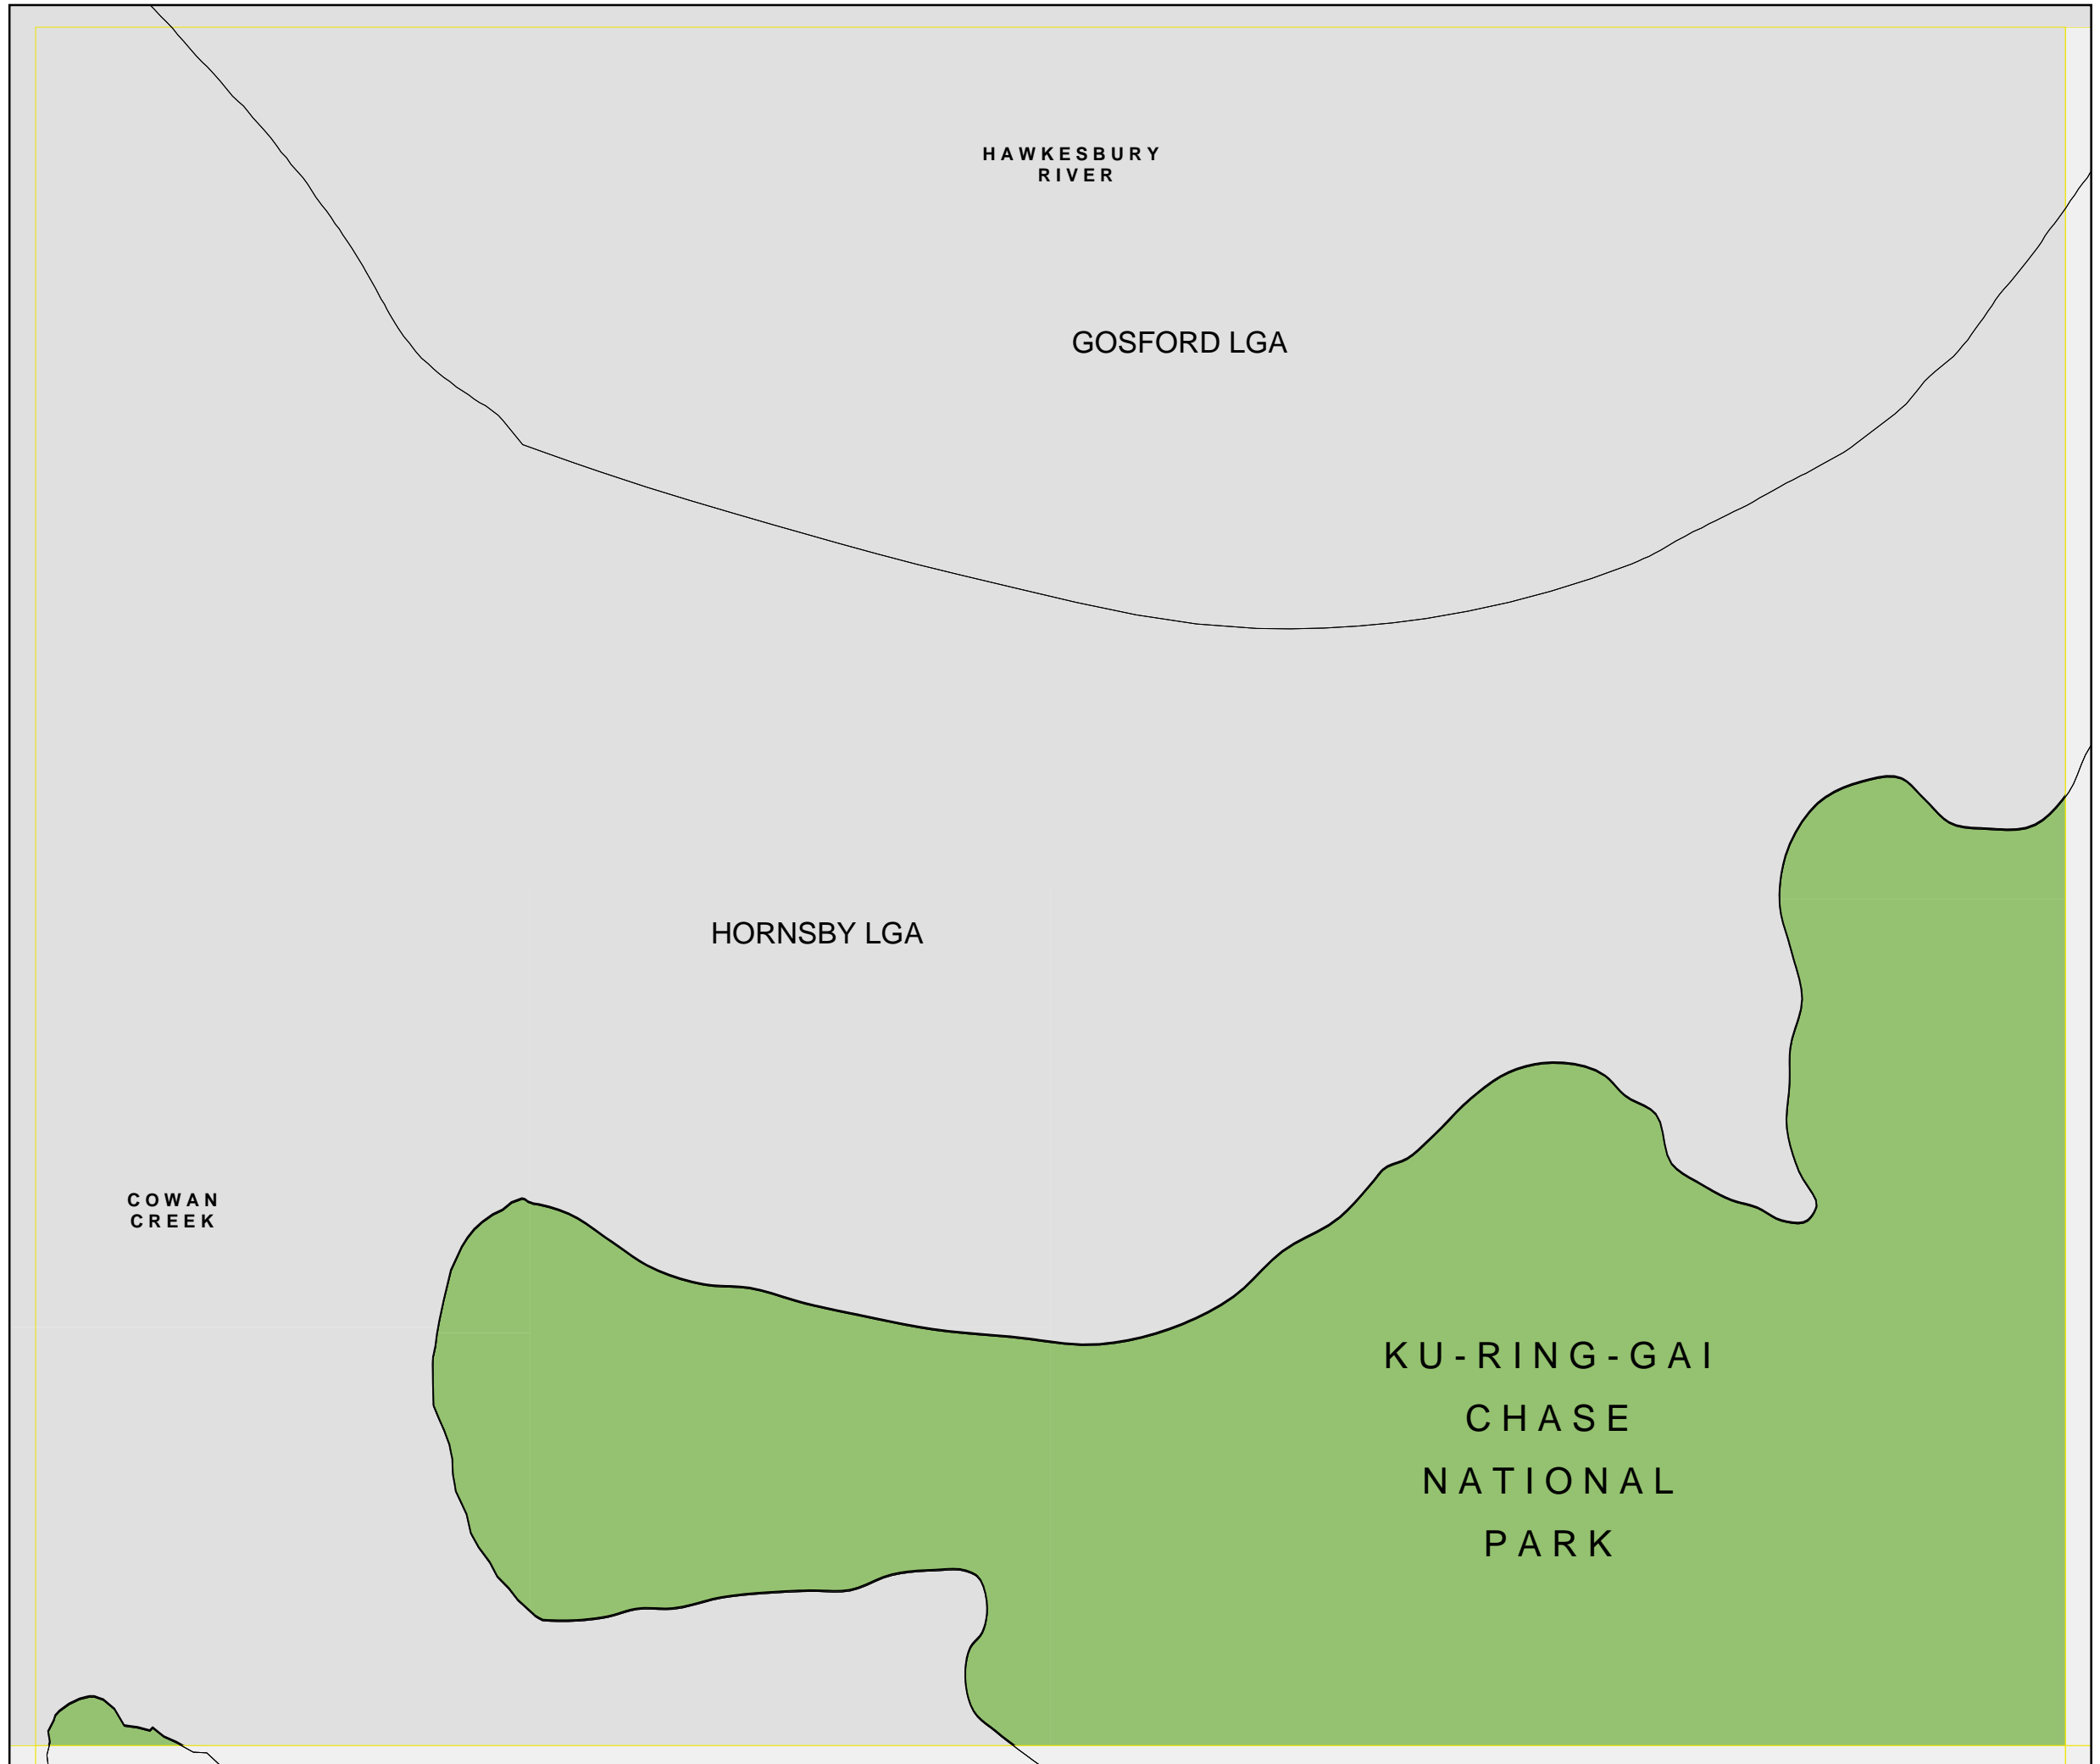 HAWKESBURY
RIVER
GOSFORD LGA
HORNSBY LGA
COWAN
CREEK
KU-RING-GAI
CHASE
NATIONAL
PARK